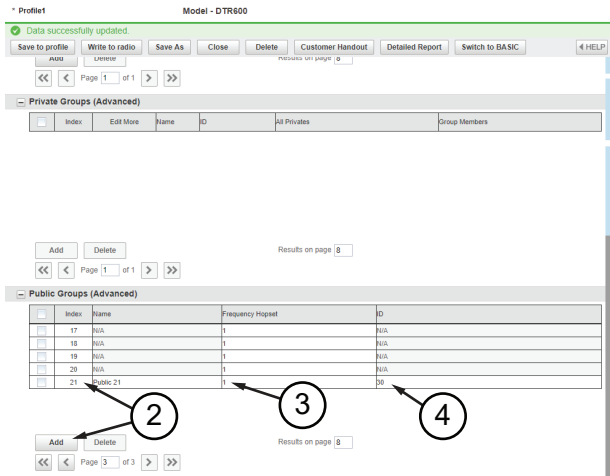 * Profile1 Model - DTR600
Data successfully updated.
Save to profile Write to radio Save As Close Delete Customer Handout Detailed Report Switch to BASIC HELP
Add Delete Results on page 8
Page 1 of 1
Private Groups (Advanced)
Index Edit More Name ID All Privates Group Members
Add Delete Results on page 8
Page 1 of 1
Public Groups (Advanced)
Index Name Frequency Hopset ID
17 N/A 1 N/A
18 N/A 1 N/A
19 N/A 1 N/A
20 N/A 1 N/A
21 Public 21 1 30
2 3 4
Add Delete Results on page 8
Page 3 of 3